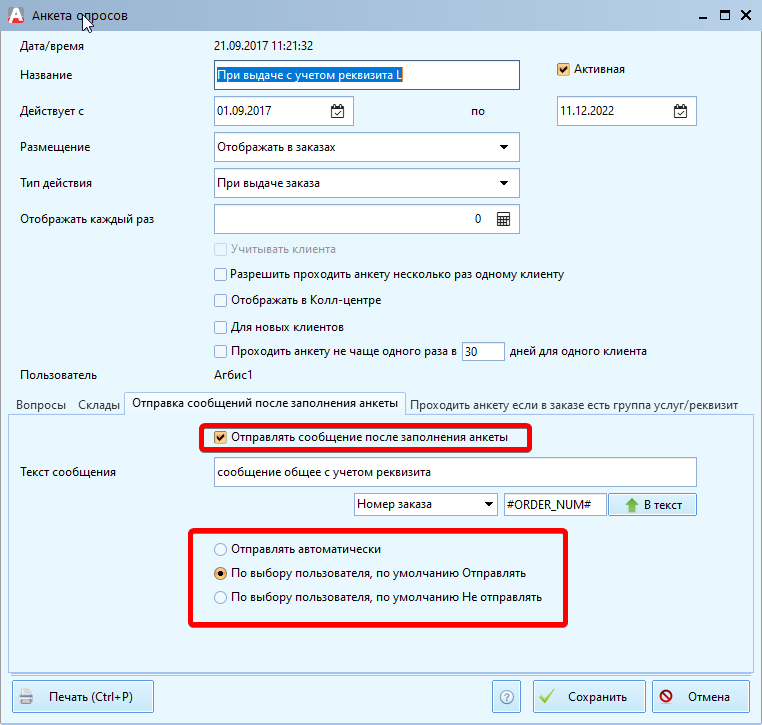 Анкета опросов
Дата/время 21.09.2017 11:21:32
Название При выдаче с учетом реквизита L Активная
Действует с 01.09.2017 по 11.12.2022
Размещение Отображать в заказах
Тип действия При выдаче заказа
Отображать каждый раз 0
Учитывать клиента
Разрешить проходить анкету несколько раз одному клиенту
Отображать в Колл-центре
Для новых клиентов
Проходить анкету не чаще одного раза в 30 дней для одного клиента
Пользователь Агбис1
Вопросы Склады Отправка сообщений после заполнения анкеты Проходить анкету если в заказе есть группа услуг/реквизит
Отправлять сообщение после заполнения анкеты
Текст сообщения сообщение общее с учетом реквизита
Номер заказа #ORDER_NUM# В текст
Отправлять автоматически
По выбору пользователя, по умолчанию Отправлять
По выбору пользователя, по умолчанию Не отправлять
Печать (Ctrl+P) ? Сохранить Отмена